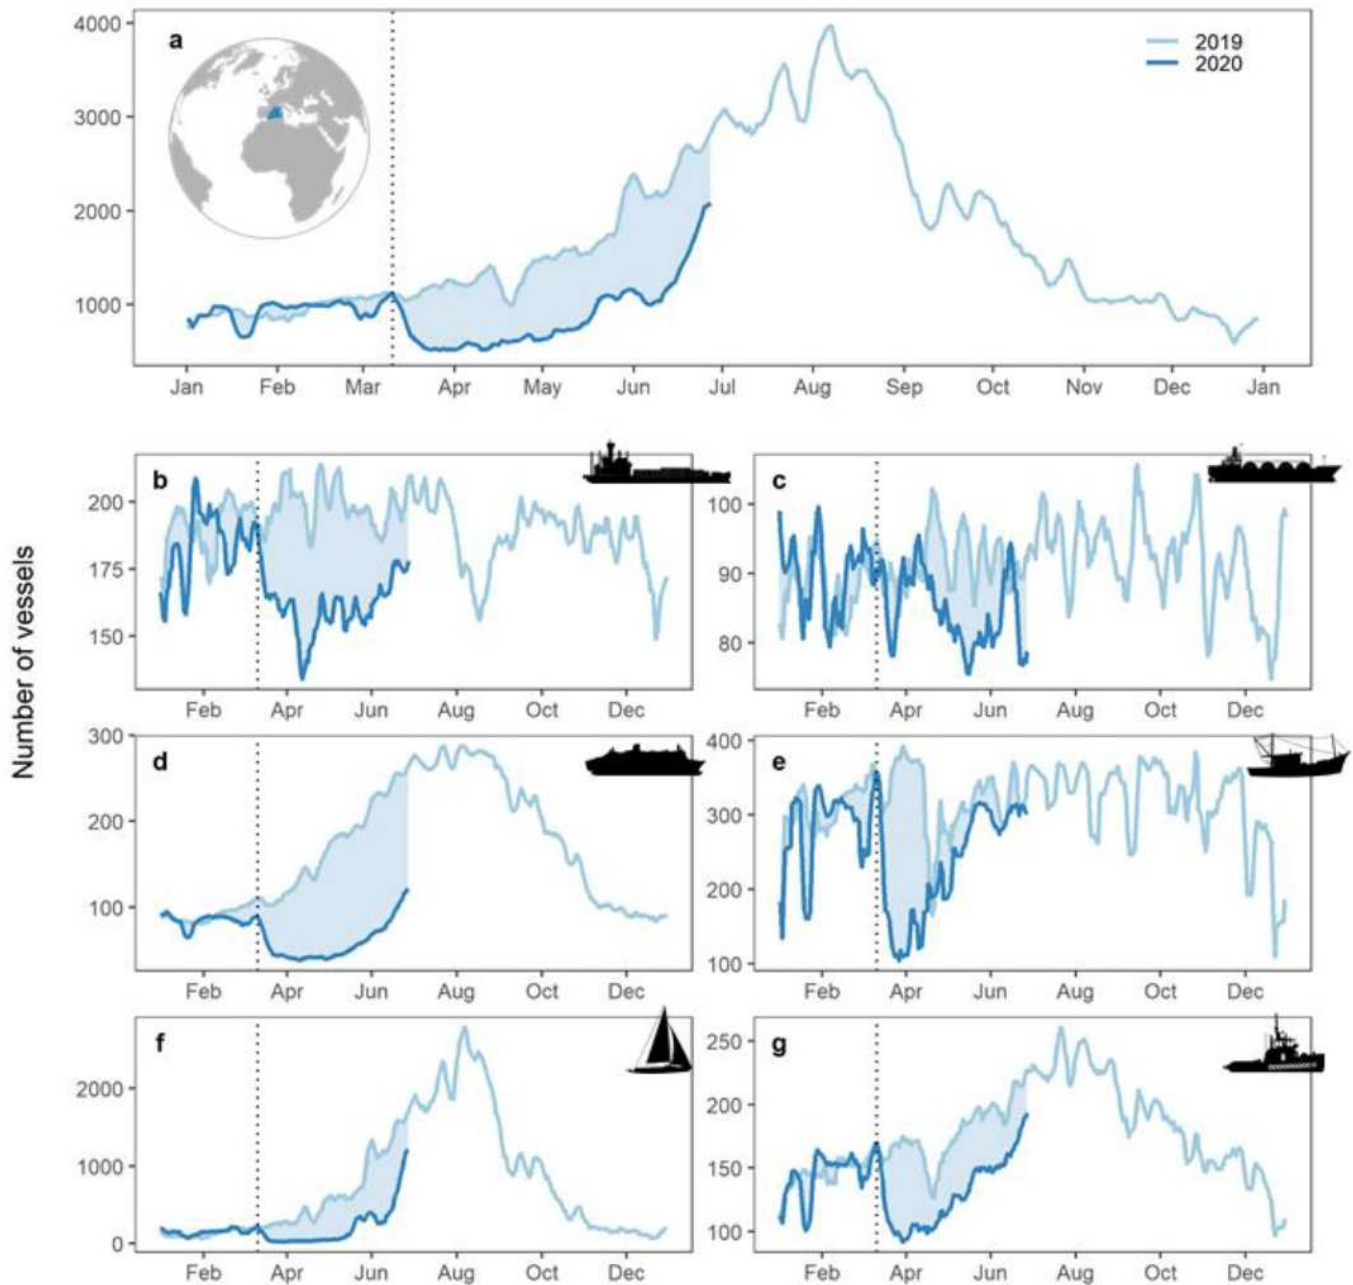 a
2019
2020
4000
3000
2000
1000
Jan Feb Mar Apr May Jun Jul Aug Sep Oct Nov Dec Jan
Number of vessels
b
200
175
150
Feb Apr Jun Aug Oct Dec
c
100
90
80
Feb Apr Jun Aug Oct Dec
d
300
200
100
Feb Apr Jun Aug Oct Dec
e
400
300
200
100
Feb Apr Jun Aug Oct Dec
f
2000
1000
0
Feb Apr Jun Aug Oct Dec
g
250
200
150
100
Feb Apr Jun Aug Oct Dec